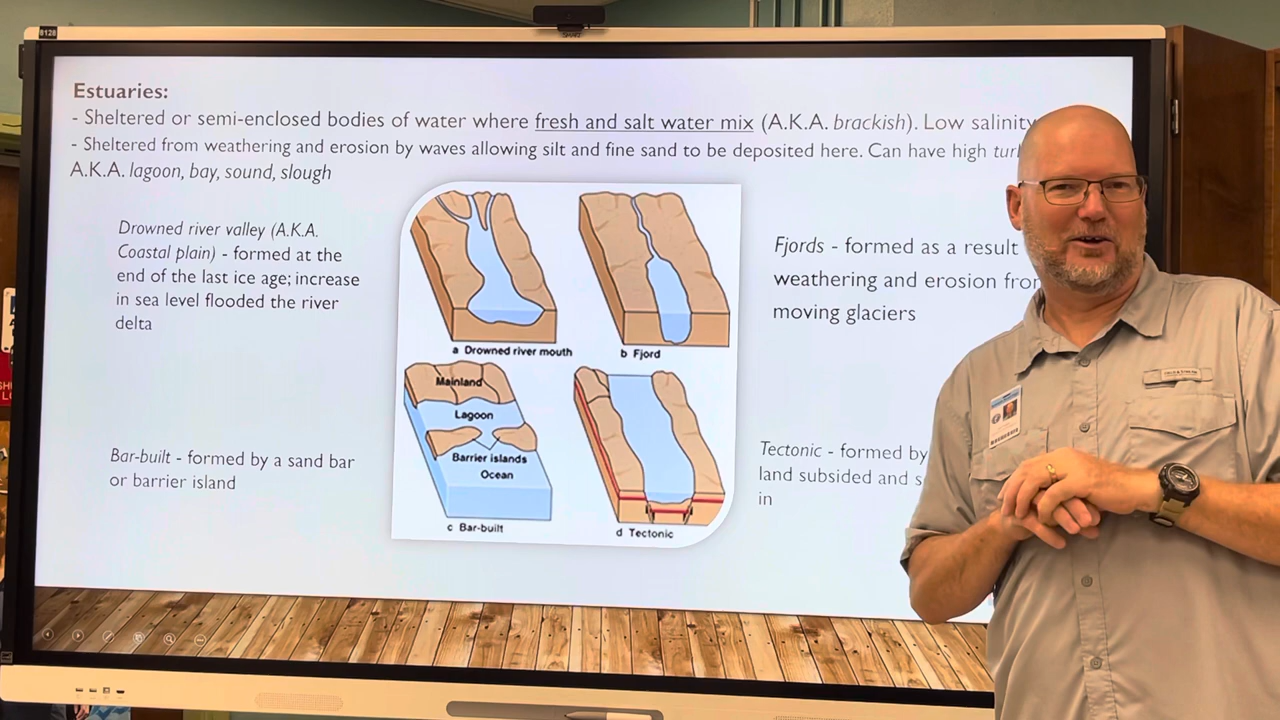 8128
SMART
Estuaries:
- Sheltered or semi-enclosed bodies of water where fresh and salt water mix (A.K.A. brackish). Low salinity
- Sheltered from weathering and erosion by waves allowing silt and fine sand to be deposited here. Can have high
A.K.A. lagoon, bay, sound, slough
Drowned river valley (A.K.A.
Coastal plain) - formed at the
end of the last ice age; increase
in sea level flooded the river
delta
Bar-built - formed by a sand bar
or barrier island
a Drowned river mouth
b Fjord
Mainland
Lagoon
Barrier islands
Ocean
c Bar-built
d Tectonic
Fjords - formed as a result
weathering and erosion from
moving glaciers
Tectonic - formed by
land subsided and
in